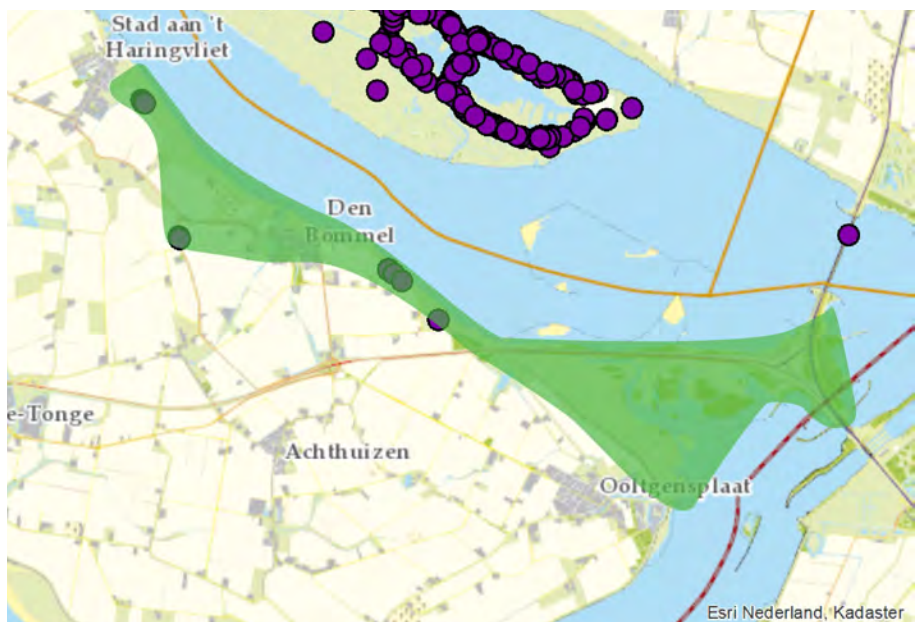 Stad aan 't
Haringvliet
Den
Bommel
e-Tonge
Achthuizen
Ooltgensplaat
Esri Nederland, Kadaster